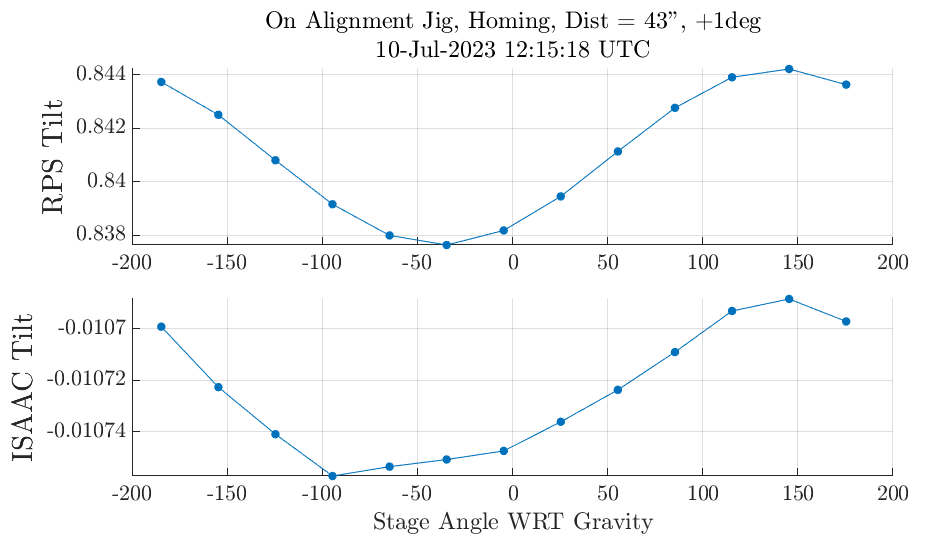 On Alignment Jig, Homing, Dist = 43", +1deg
10-Jul-2023 12:15:18 UTC
RPS Tilt
0.844
0.842
0.84
0.838
-200 -150 -100 -50 0 50 100 150 200
ISAAC Tilt
-0.0107
-0.01072
-0.01074
-200 -150 -100 -50 0 50 100 150 200
Stage Angle WRT Gravity